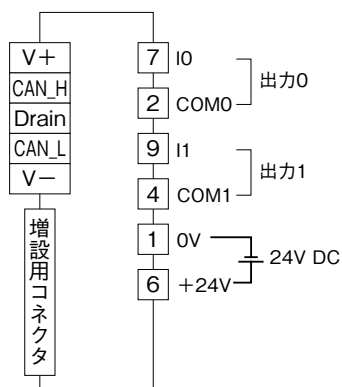 V+
CAN_H
Drain
CAN_L
V−
増設用コネクタ
7 I0
2 COM0
出力0
9 I1
4 COM1
出力1
1 0V
6 +24V
24V DC